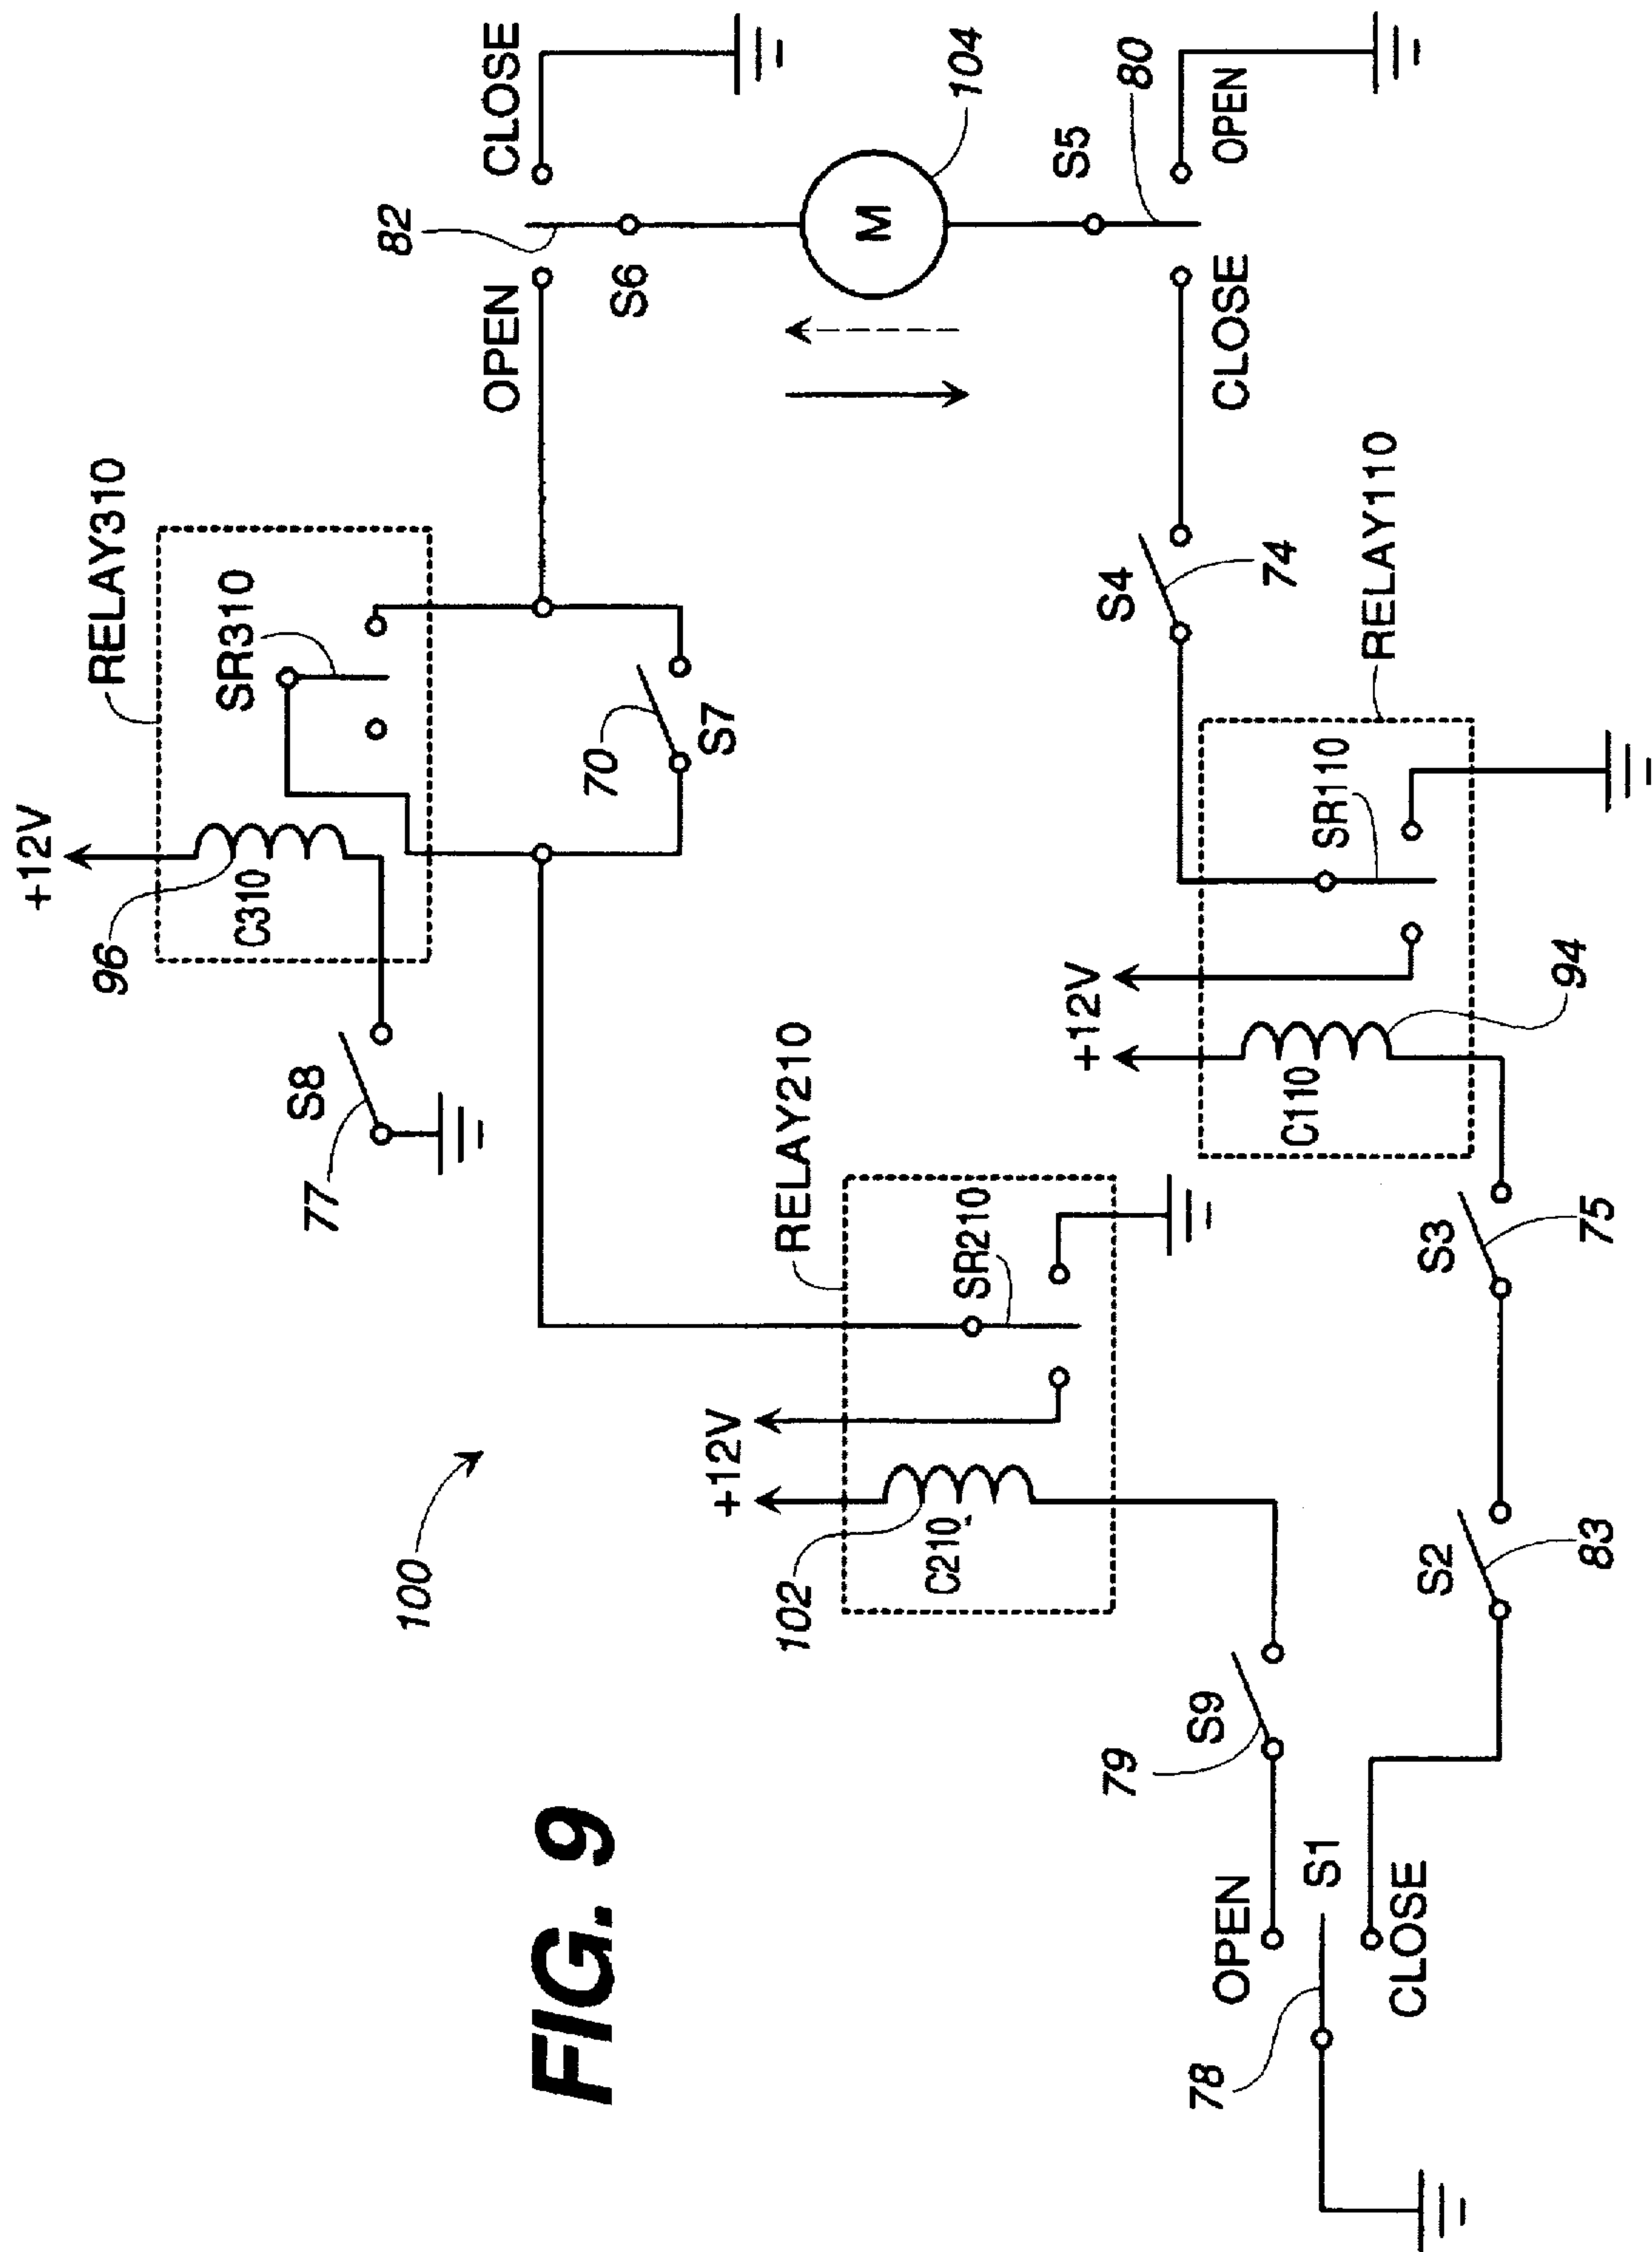 FIG. 9
100
+12V
96
C310
RELAY310
SR310
S8
77
70
S7
OPEN
CLOSE
82
S6
M
104
S5
80
OPEN
CLOSE
S4
74
RELAY210
+12V
102
C210
SR210
RELAY110
+12V
94
C110
SR110
79
S9
S2
83
S3
75
OPEN
S1
78
CLOSE